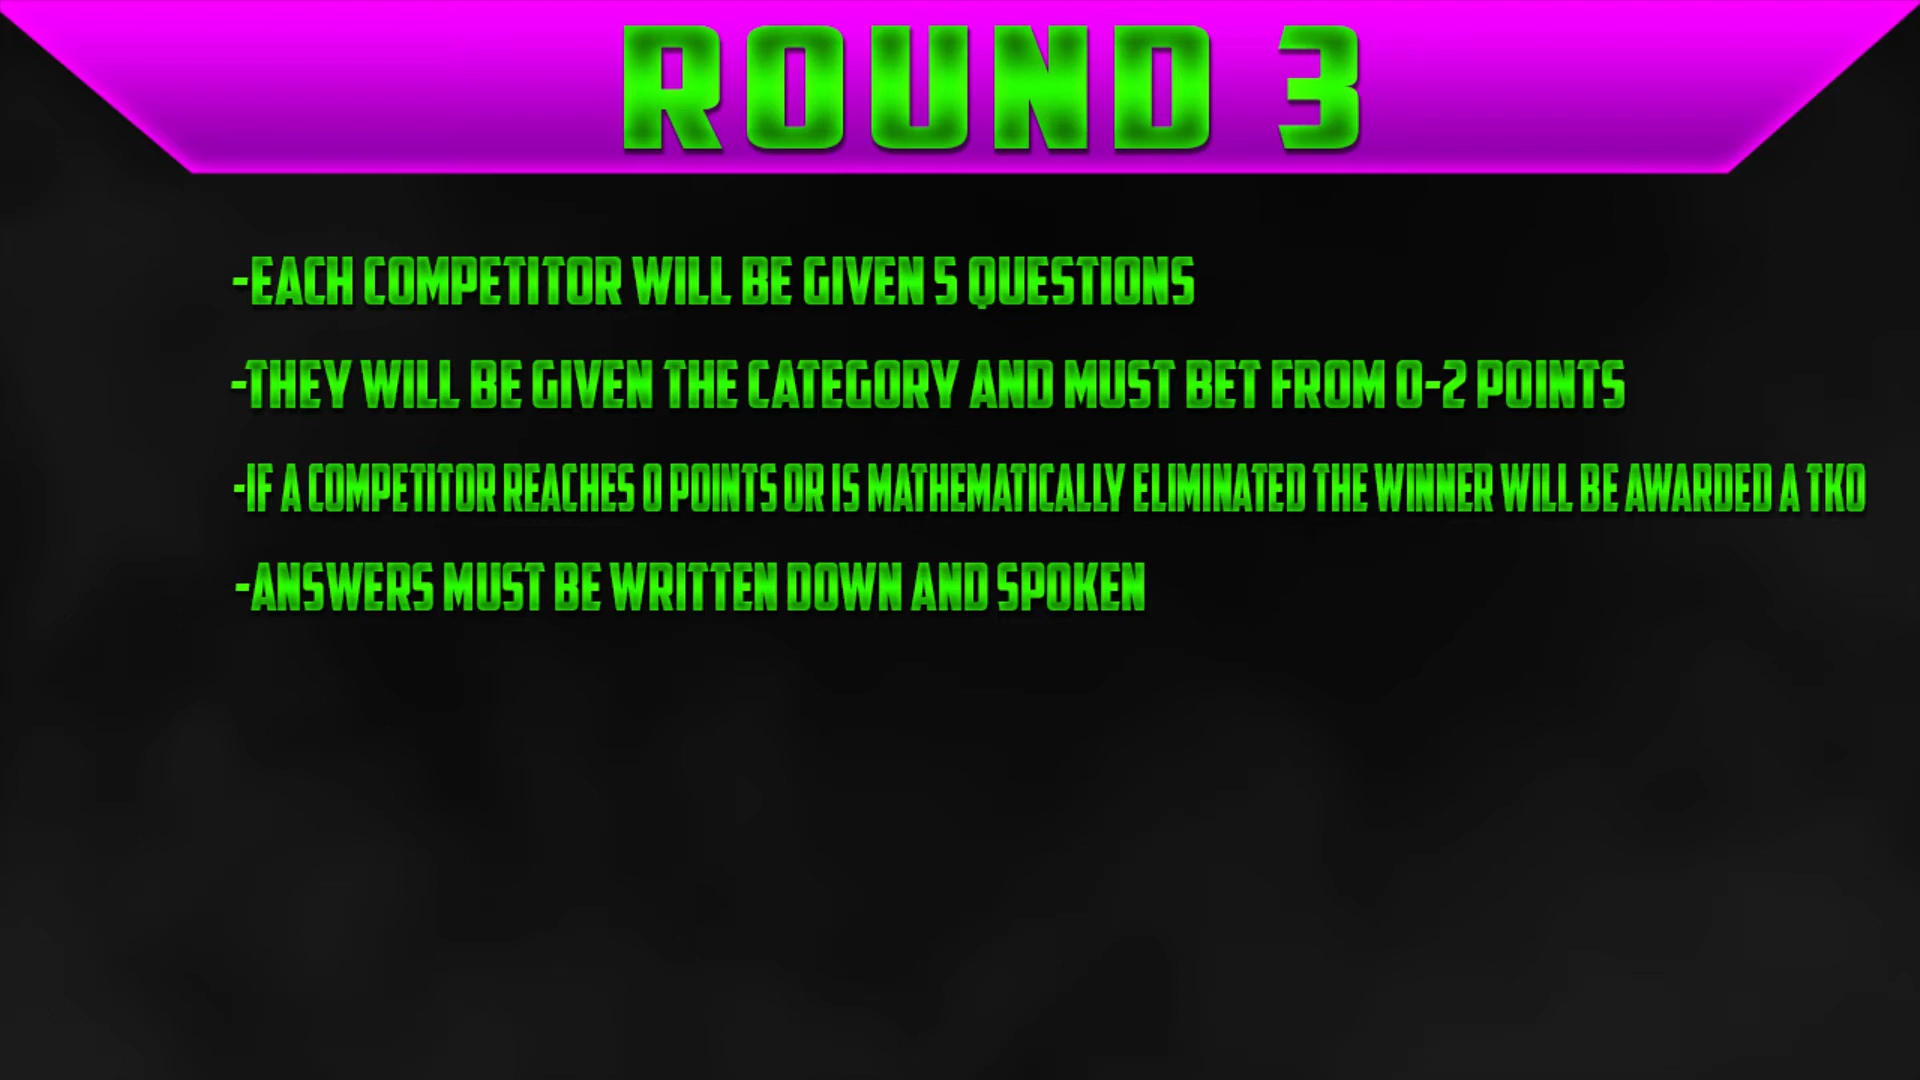 ROUND 3
-EACH COMPETITOR WILL BE GIVEN 5 QUESTIONS
-THEY WILL BE GIVEN THE CATEGORY AND MUST BET FROM 0-2 POINTS
-IF A COMPETITOR REACHES 0 POINTS OR IS MATHEMATICALLY ELIMINATED THE WINNER WILL BE AWARDED A TKO
-ANSWERS MUST BE WRITTEN DOWN AND SPOKEN